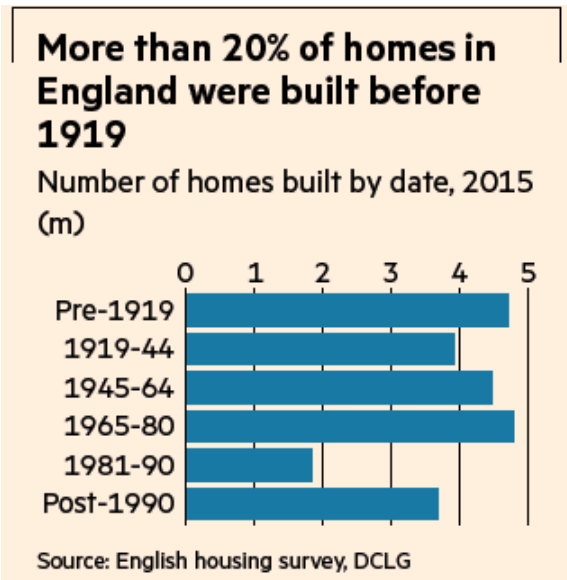 More than 20% of homes in
England were built before
1919
Number of homes built by date, 2015
(m)
0 1 2 3 4 5
Pre-1919
1919-44
1945-64
1965-80
1981-90
Post-1990
Source: English housing survey, DCLG